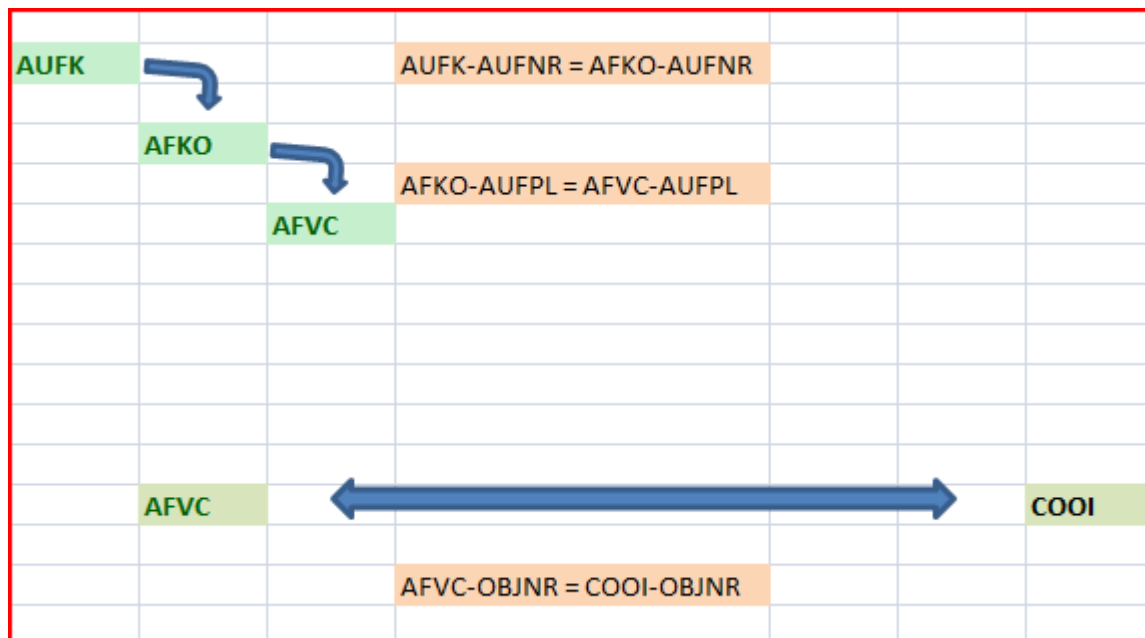 AUFK
AUFK-AUFNR = AFKO-AUFNR
AFKO
AFKO-AUFPL = AFVC-AUFPL
AFVC
AFVC
COOI
AFVC-OBJNR = COOI-OBJNR